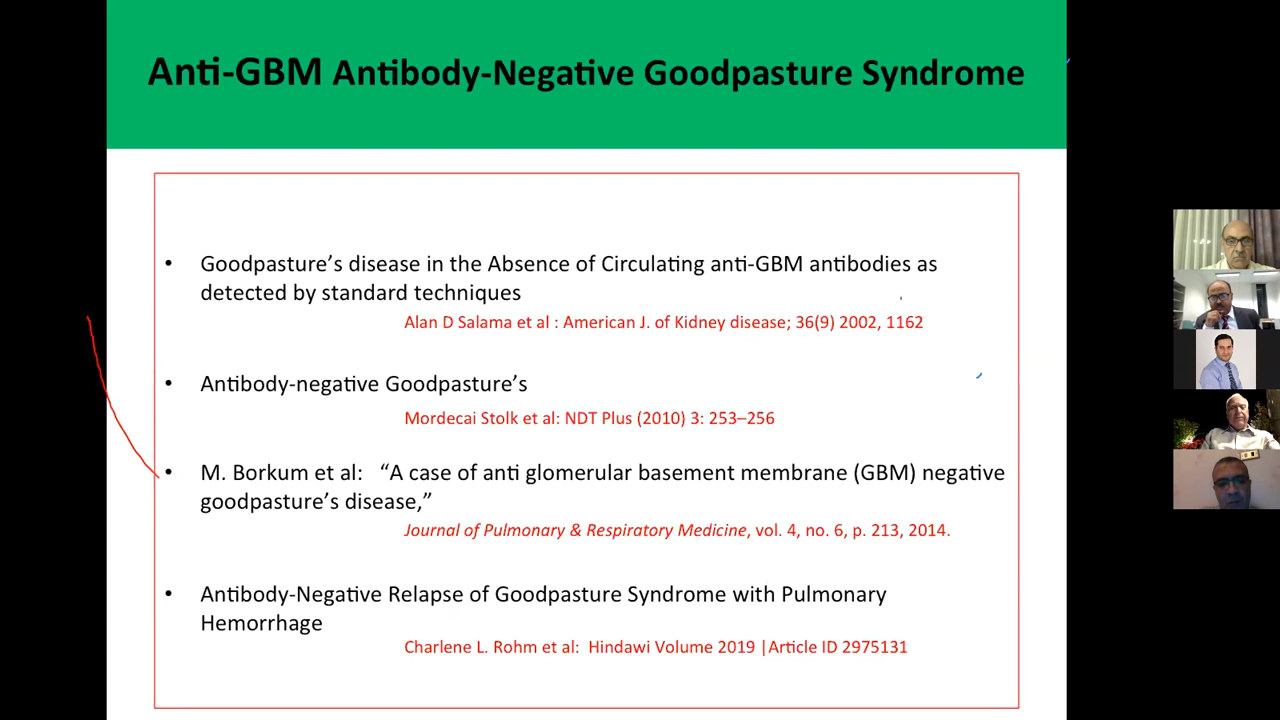 Anti-GBM Antibody-Negative Goodpasture Syndrome
• Goodpasture’s disease in the Absence of Circulating anti-GBM antibodies as
detected by standard techniques
Alan D Salama et al : American J. of Kidney disease; 36(9) 2002, 1162
• Antibody-negative Goodpasture’s
Mordecai Stolk et al: NDT Plus (2010) 3: 253–256
• M. Borkum et al: “A case of anti glomerular basement membrane (GBM) negative
goodpasture’s disease,”
Journal of Pulmonary & Respiratory Medicine, vol. 4, no. 6, p. 213, 2014.
• Antibody-Negative Relapse of Goodpasture Syndrome with Pulmonary
Hemorrhage
Charlene L. Rohm et al: Hindawi Volume 2019 |Article ID 2975131